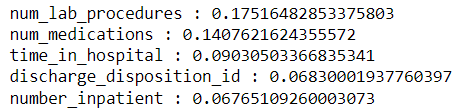 num_lab_procedures : 0.17516482853375803
num_medications : 0.1407621624355572
time_in_hospital : 0.09030503366835341
discharge_disposition_id : 0.06830001937760397
number_inpatient : 0.06765109260003073